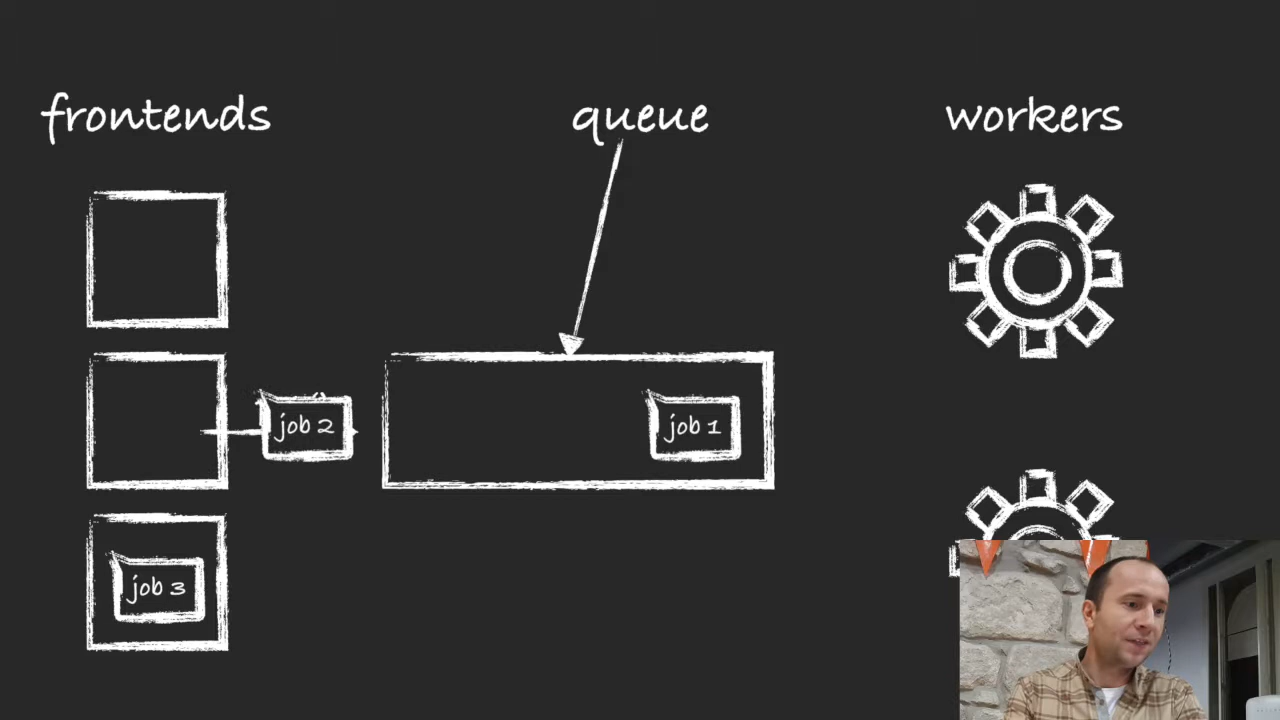 frontends
queue
workers
job 2
job 1
job 3